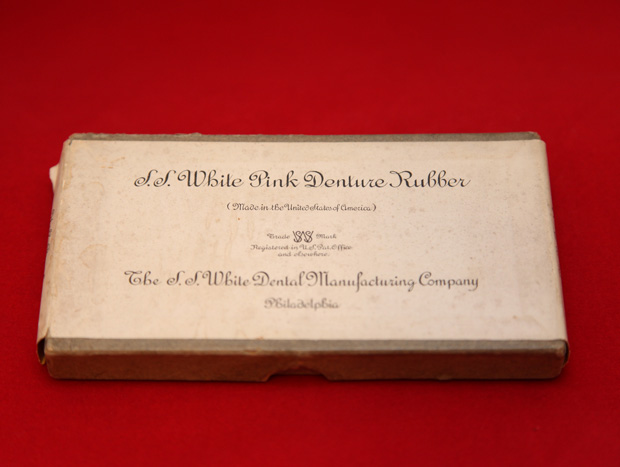 S.S. White Pink Denture Rubber
(Made in the United States of America)
Trade SSW Mark
Registered in U.S. Pat. Office
and elsewhere.
The S.S. White Dental Manufacturing Company
Philadelphia